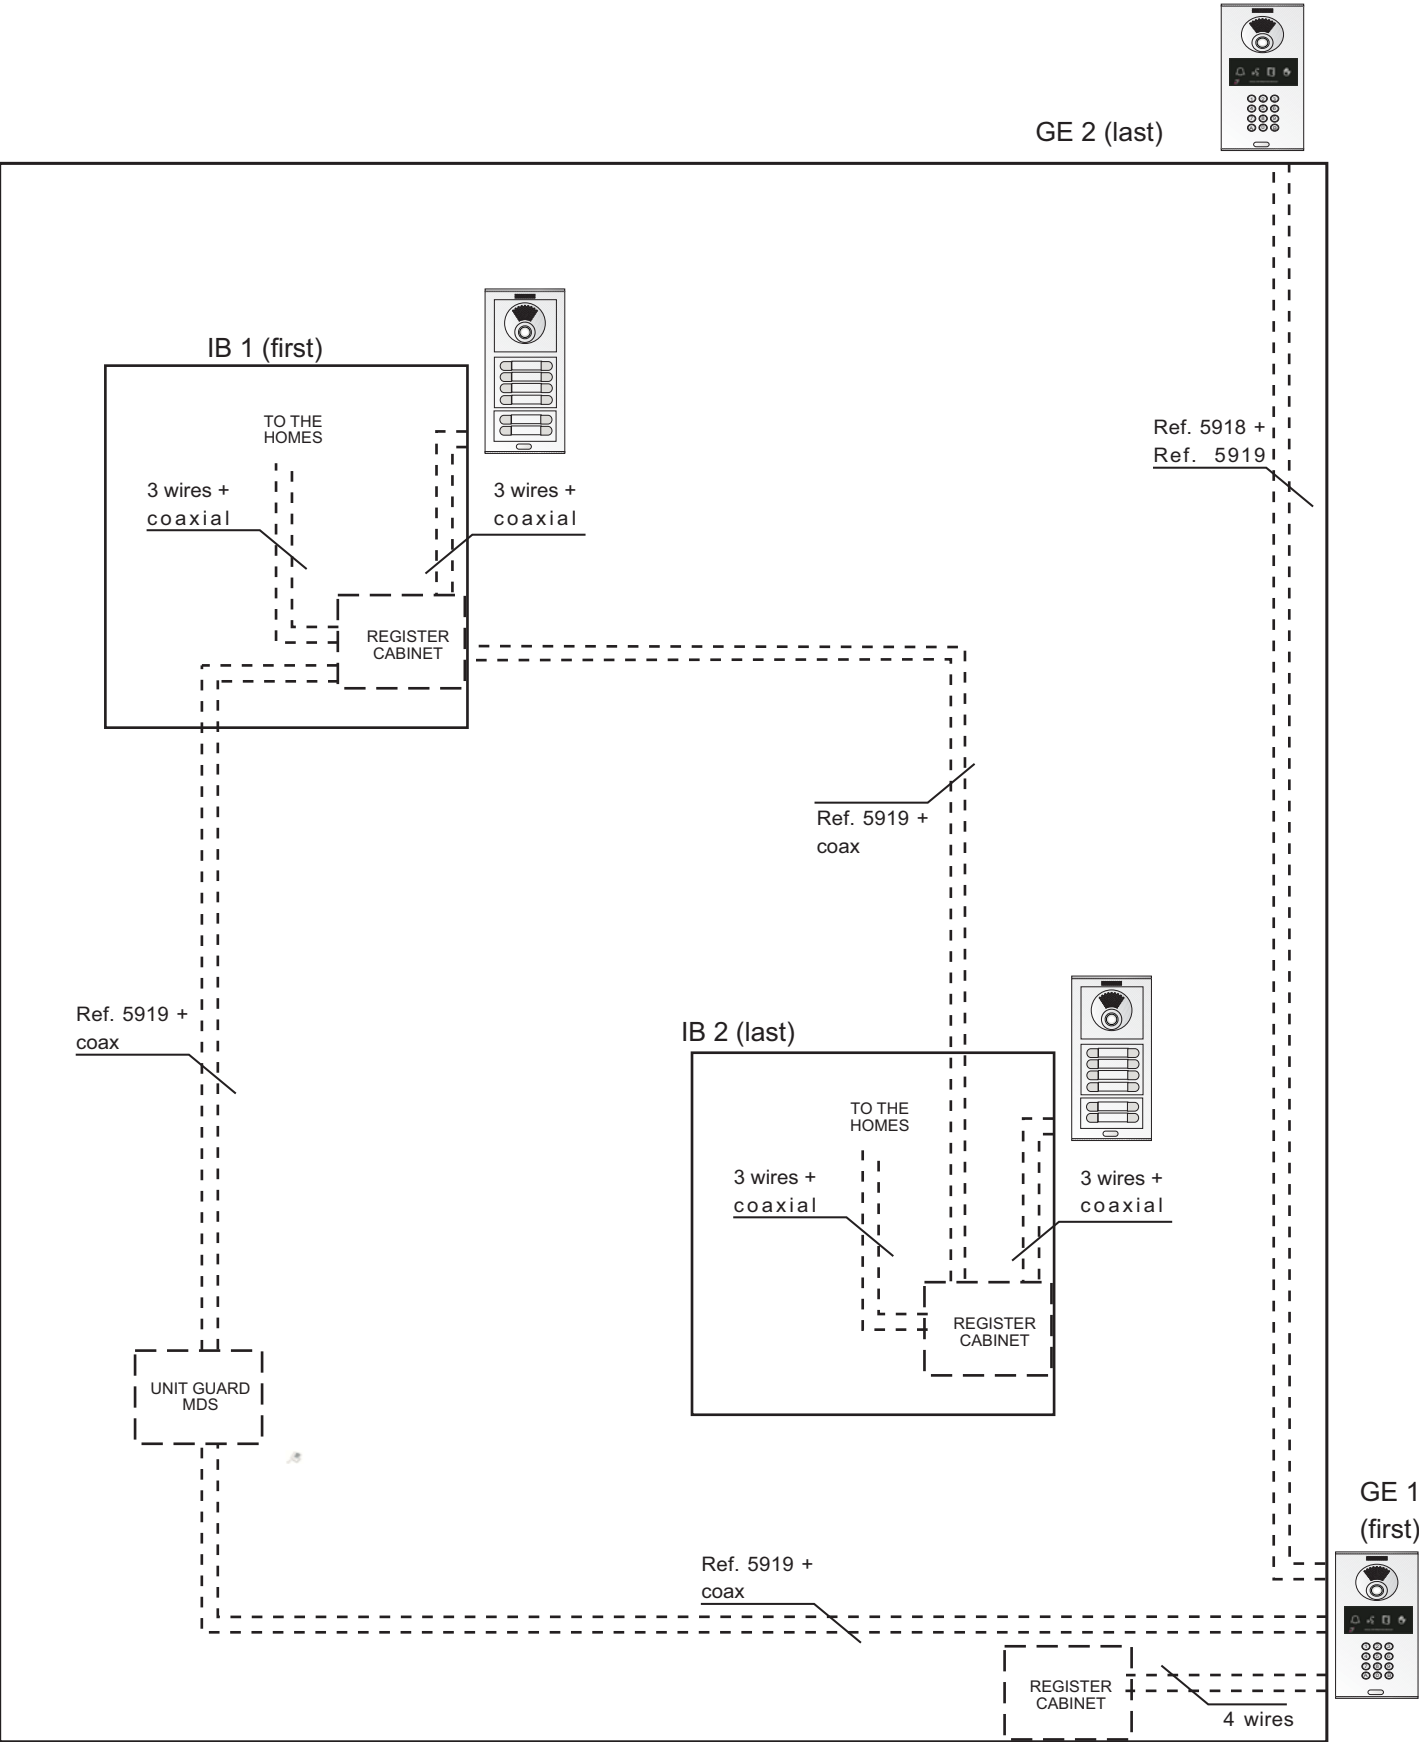 GE 2 (last)
IB 1 (first)
TO THE
HOMES
3 wires +
coaxial
3 wires +
coaxial
REGISTER
CABINET
Ref. 5918 +
Ref. 5919
Ref. 5919 +
coax
Ref. 5919 +
coax
IB 2 (last)
TO THE
HOMES
3 wires +
coaxial
3 wires +
coaxial
REGISTER
CABINET
UNIT GUARD
MDS
GE 1
(first)
Ref. 5919 +
coax
REGISTER
CABINET
4 wires